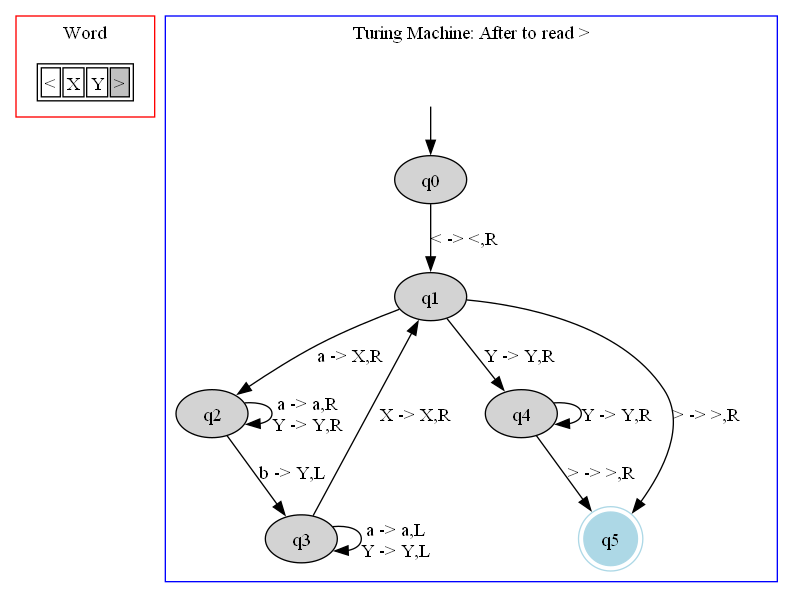 Word
< X Y >
Turing Machine: After to read >
q0
< -> <,R
q1
a -> X,R
Y -> Y,R
q2
a -> a,R
Y -> Y,R
X -> X,R
q4
Y -> Y,R
> -> >,R
b -> Y,L
> -> >,R
q3
a -> a,L
Y -> Y,L
q5